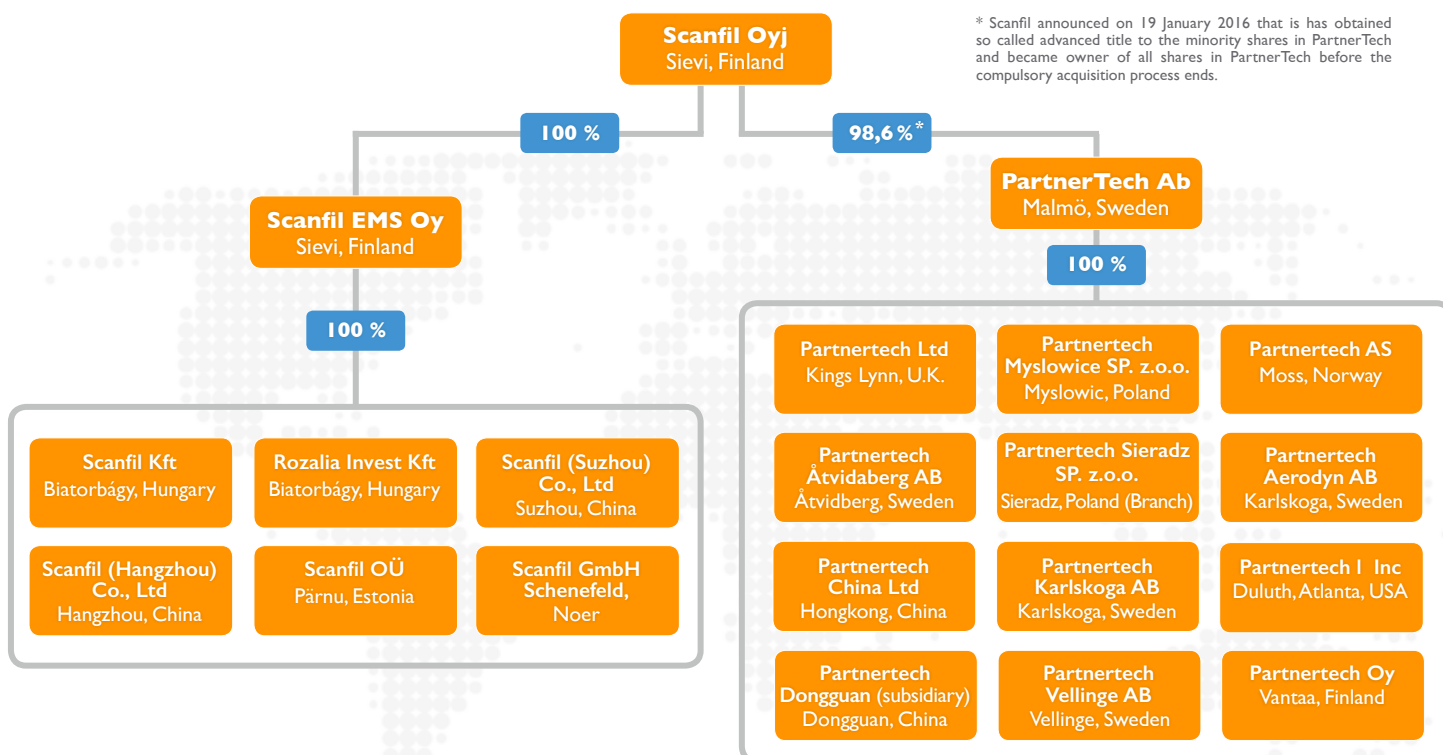 Scanfil Oyj
Sievi, Finland
* Scanfil announced on 19 January 2016 that is has obtained
so called advanced title to the minority shares in PartnerTech
and became owner of all shares in PartnerTech before the
compulsory acquisition process ends.
100 %
98,6 %*
Scanfil EMS Oy
Sievi, Finland
PartnerTech Ab
Malmö, Sweden
100 %
100 %
Scanfil Kft
Biatorbágy, Hungary
Rozalia Invest Kft
Biatorbágy, Hungary
Scanfil (Suzhou)
Co., Ltd
Suzhou, China
Scanfil (Hangzhou)
Co., Ltd
Hangzhou, China
Scanfil OÜ
Pärnu, Estonia
Scanfil GmbH
Schenefeld,
Noer
Partnertech Ltd
Kings Lynn, U.K.
Partnertech
Myslowice SP. z.o.o.
Myslowic, Poland
Partnertech AS
Moss, Norway
Partnertech
Åtvidaberg AB
Åtvidberg, Sweden
Partnertech Sieradz
SP. z.o.o.
Sieradz, Poland (Branch)
Partnertech
Aerodyn AB
Karlskoga, Sweden
Partnertech
China Ltd
Hongkong, China
Partnertech
Karlskoga AB
Karlskoga, Sweden
Partnertech I Inc
Duluth, Atlanta, USA
Partnertech
Dongguan (subsidiary)
Dongguan, China
Partnertech
Vellinge AB
Vellinge, Sweden
Partnertech Oy
Vantaa, Finland